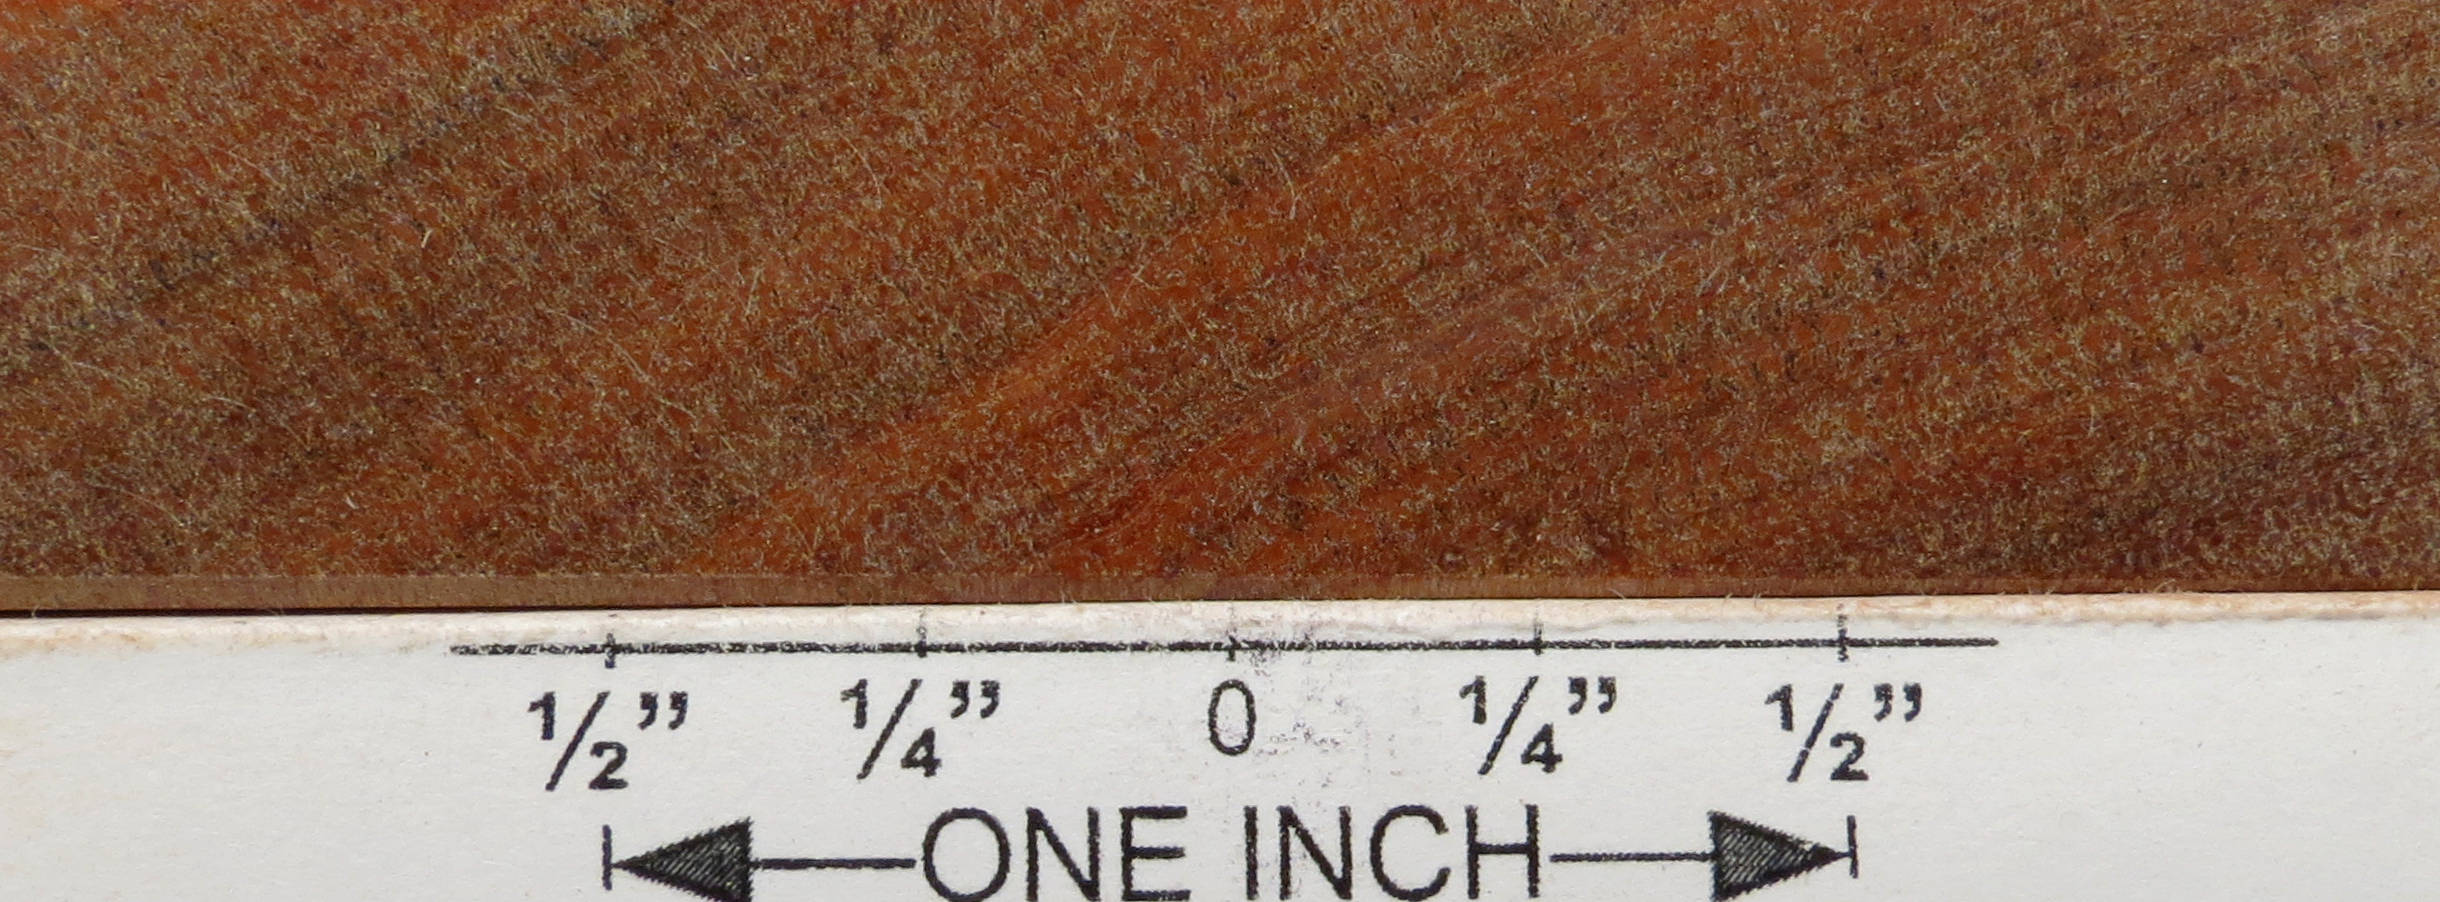 1/2” 1/4” 0 1/4” 1/2”
ONE INCH